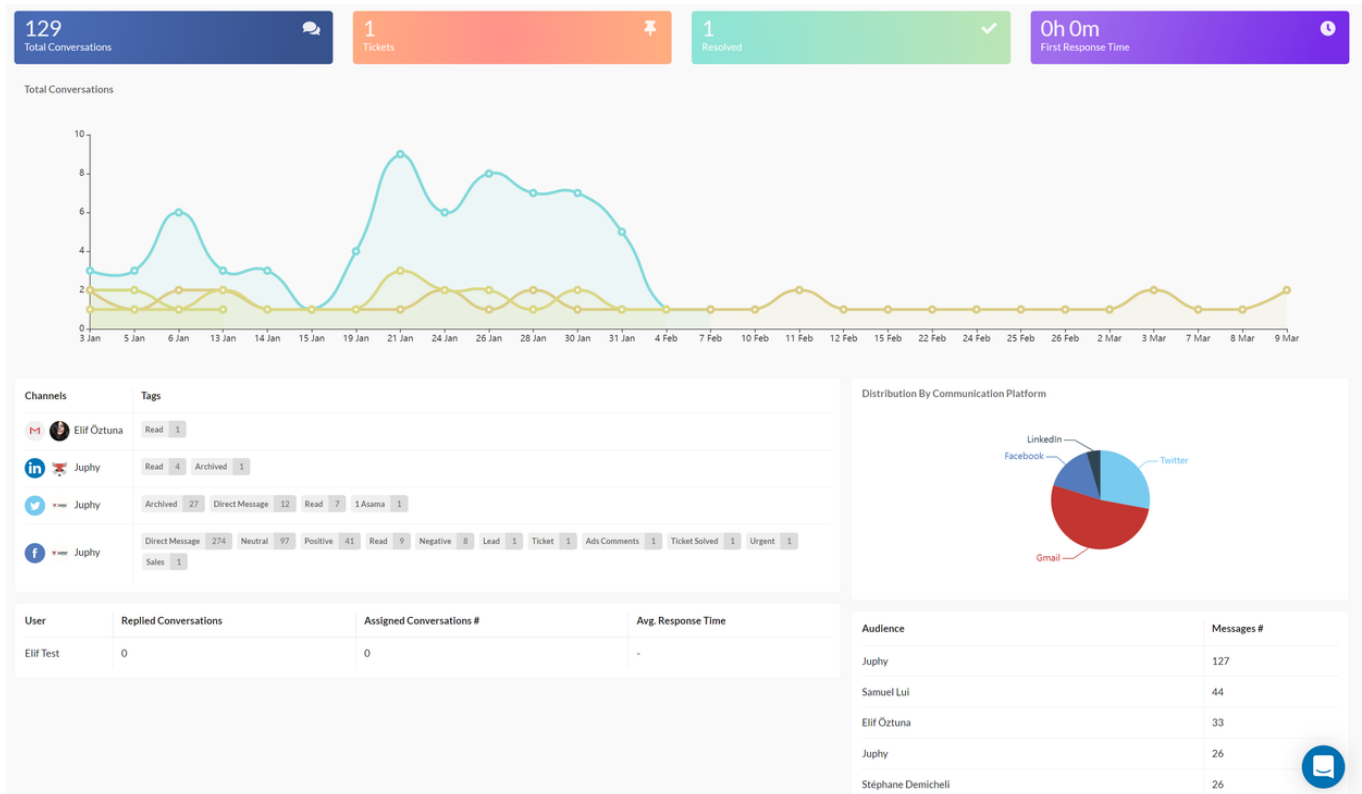 129
Total Conversations
1
Tickets
1
Resolved
0h 0m
First Response Time
Total Conversations
10
8
6
4
2
0
3 Jan 5 Jan 6 Jan 13 Jan 14 Jan 15 Jan 19 Jan 21 Jan 24 Jan 26 Jan 28 Jan 30 Jan 31 Jan 4 Feb 7 Feb 10 Feb 11 Feb 12 Feb 15 Feb 22 Feb 24 Feb 25 Feb 26 Feb 2 Mar 3 Mar 7 Mar 8 Mar 9 Mar
Channels Tags
Elif Öztuna Read 1
in Juphy Read 4 Archived 1
Juphy Archived 27 Direct Message 12 Read 7 1 Asama 1
f Juphy Direct Message 274 Neutral 97 Positive 41 Read 9 Negative 8 Lead 1 Ticket 1 Ads Comments 1 Ticket Solved 1 Urgent 1
Sales 1
Distribution By Communication Platform
LinkedIn
Facebook
Twitter
Gmail
User Replied Conversations Assigned Conversations # Avg. Response Time
Elif Test 0 0 -
Audience Messages #
Juphy 127
Samuel Lui 44
Elif Öztuna 33
Juphy 26
Stéphane Demicheli 26